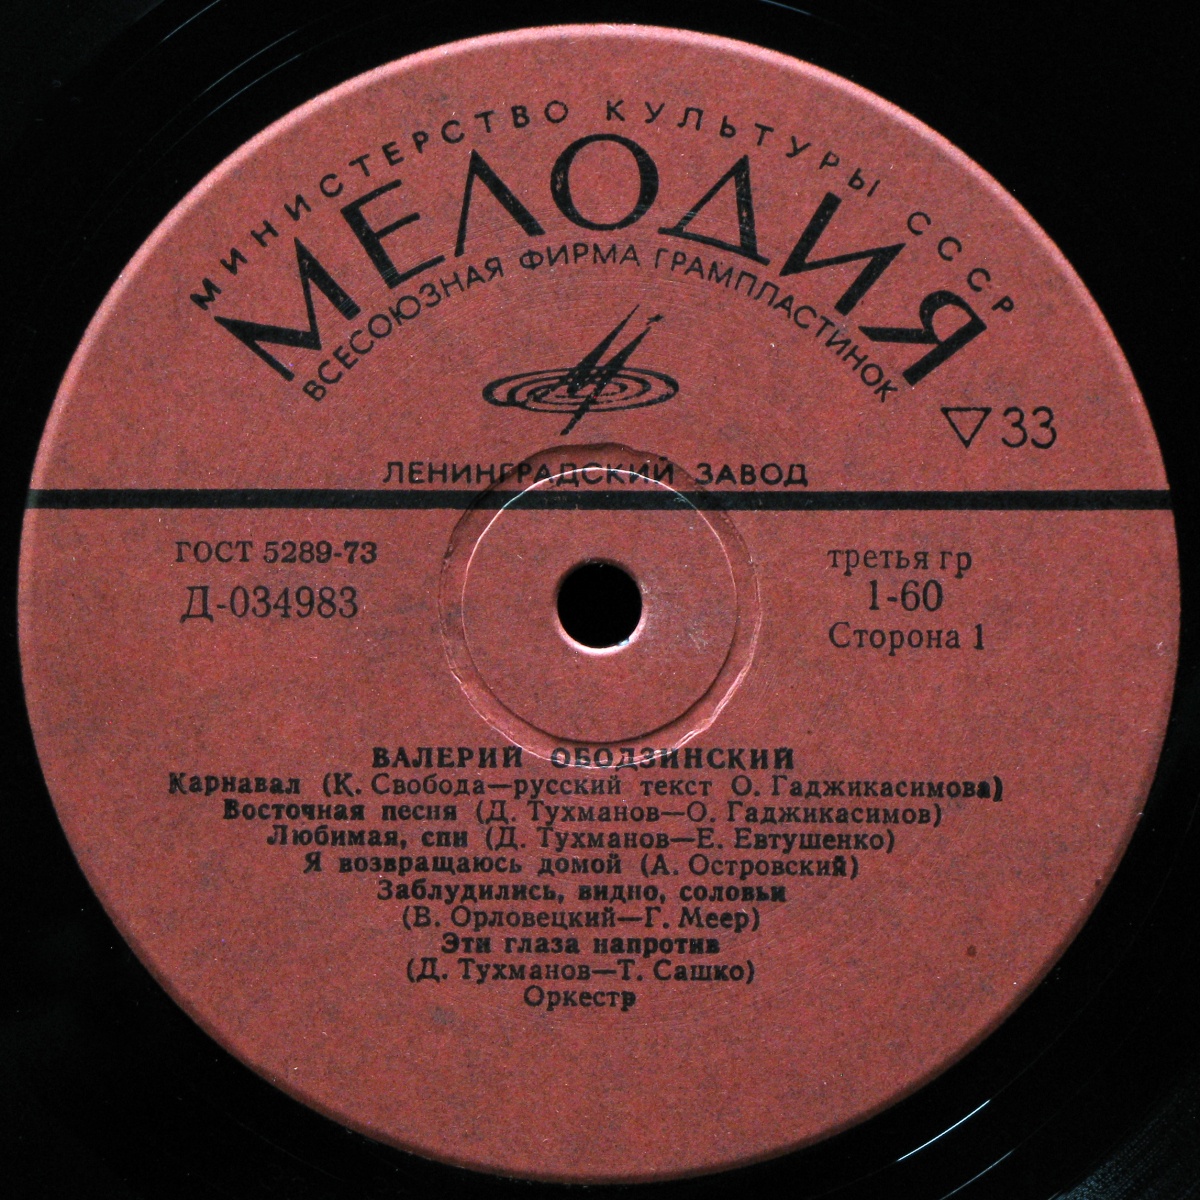 МИНИСТЕРСТВО КУЛЬТУРЫ СССР
МЕЛОДИЯ
ВСЕСОЮЗНАЯ ФИРМА ГРАМПЛАСТИНОК
▽ 33
ЛЕНИНГРАДСКИЙ ЗАВОД
ГОСТ 5289-73
Д-034983
третья гр
1-60
Сторона 1
ВАЛЕРИЙ ОБОДЗИНСКИЙ
Карнавал (К. Свобода—русский текст О. Гаджикасимова)
Восточная песня (Д. Тухманов—О. Гаджикасимов)
Любимая, спи (Д. Тухманов—Е. Евтушенко)
Я возвращаюсь домой (А. Островский)
Заблудились, видно, соловьи
(В. Орловецкий—Г. Меер)
Эти глаза напротив
(Д. Тухманов—Т. Сашко)
Оркестр